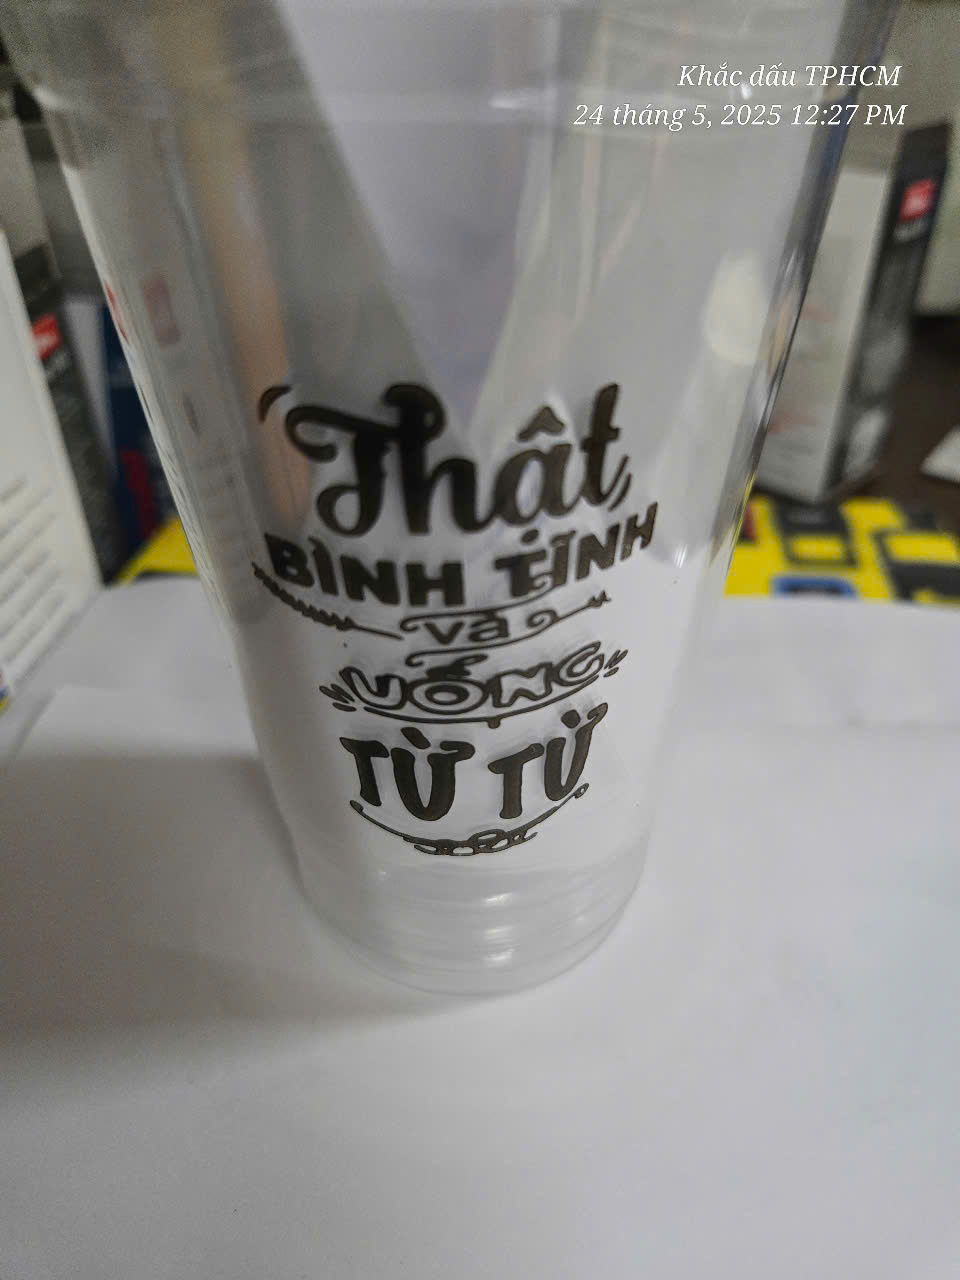 Khắc dấu TPHCM
24 tháng 5, 2025 12:27 PM
Thật
BÌNH TĨNH
và
UỐNG
TỪ TỪ